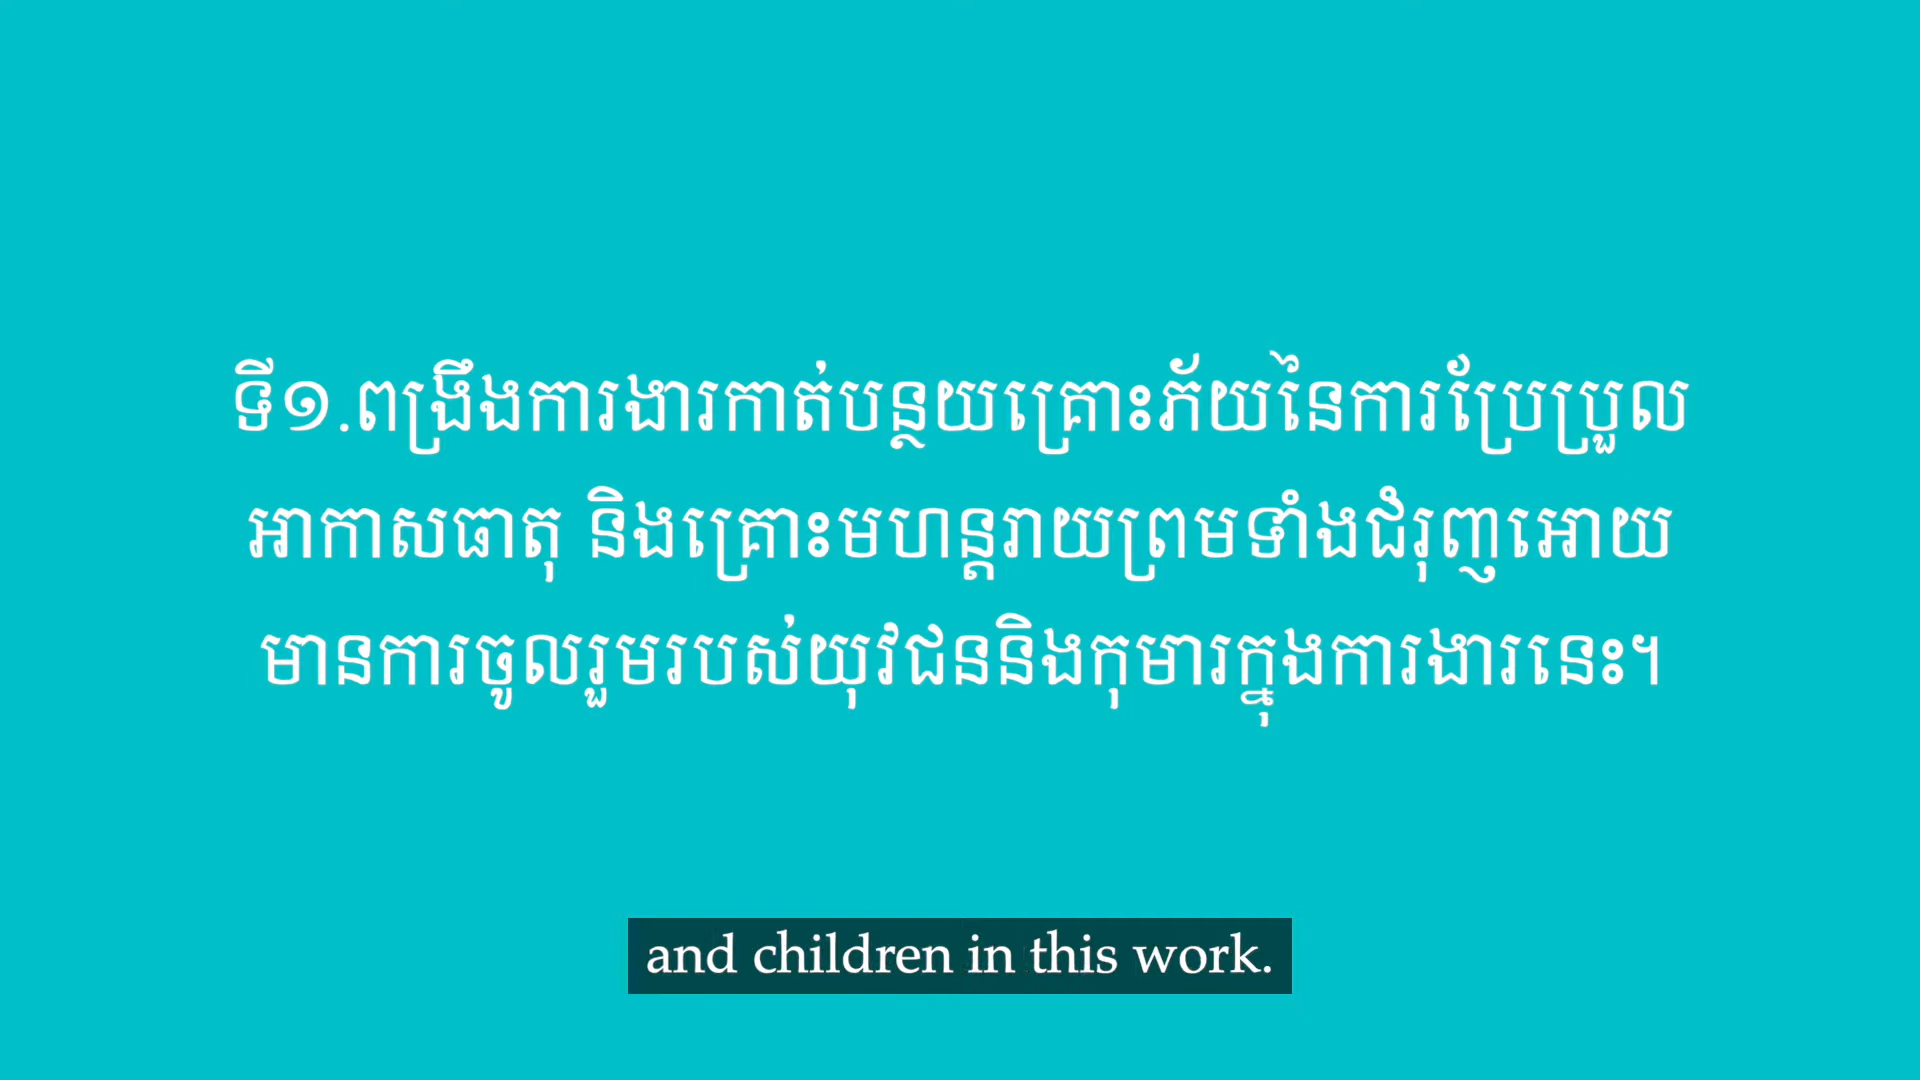 ទី១.ពង្រឹងការងារកាត់បន្ថយគ្រោះភ័យនៃការប្រែប្រួល
អាកាសធាតុ និងគ្រោះមហន្តរាយព្រមទាំងជំរុញអោយ
មានការចូលរួមរបស់យុវជននិងកុមារក្នុងការងារនេះ។
and children in this work.